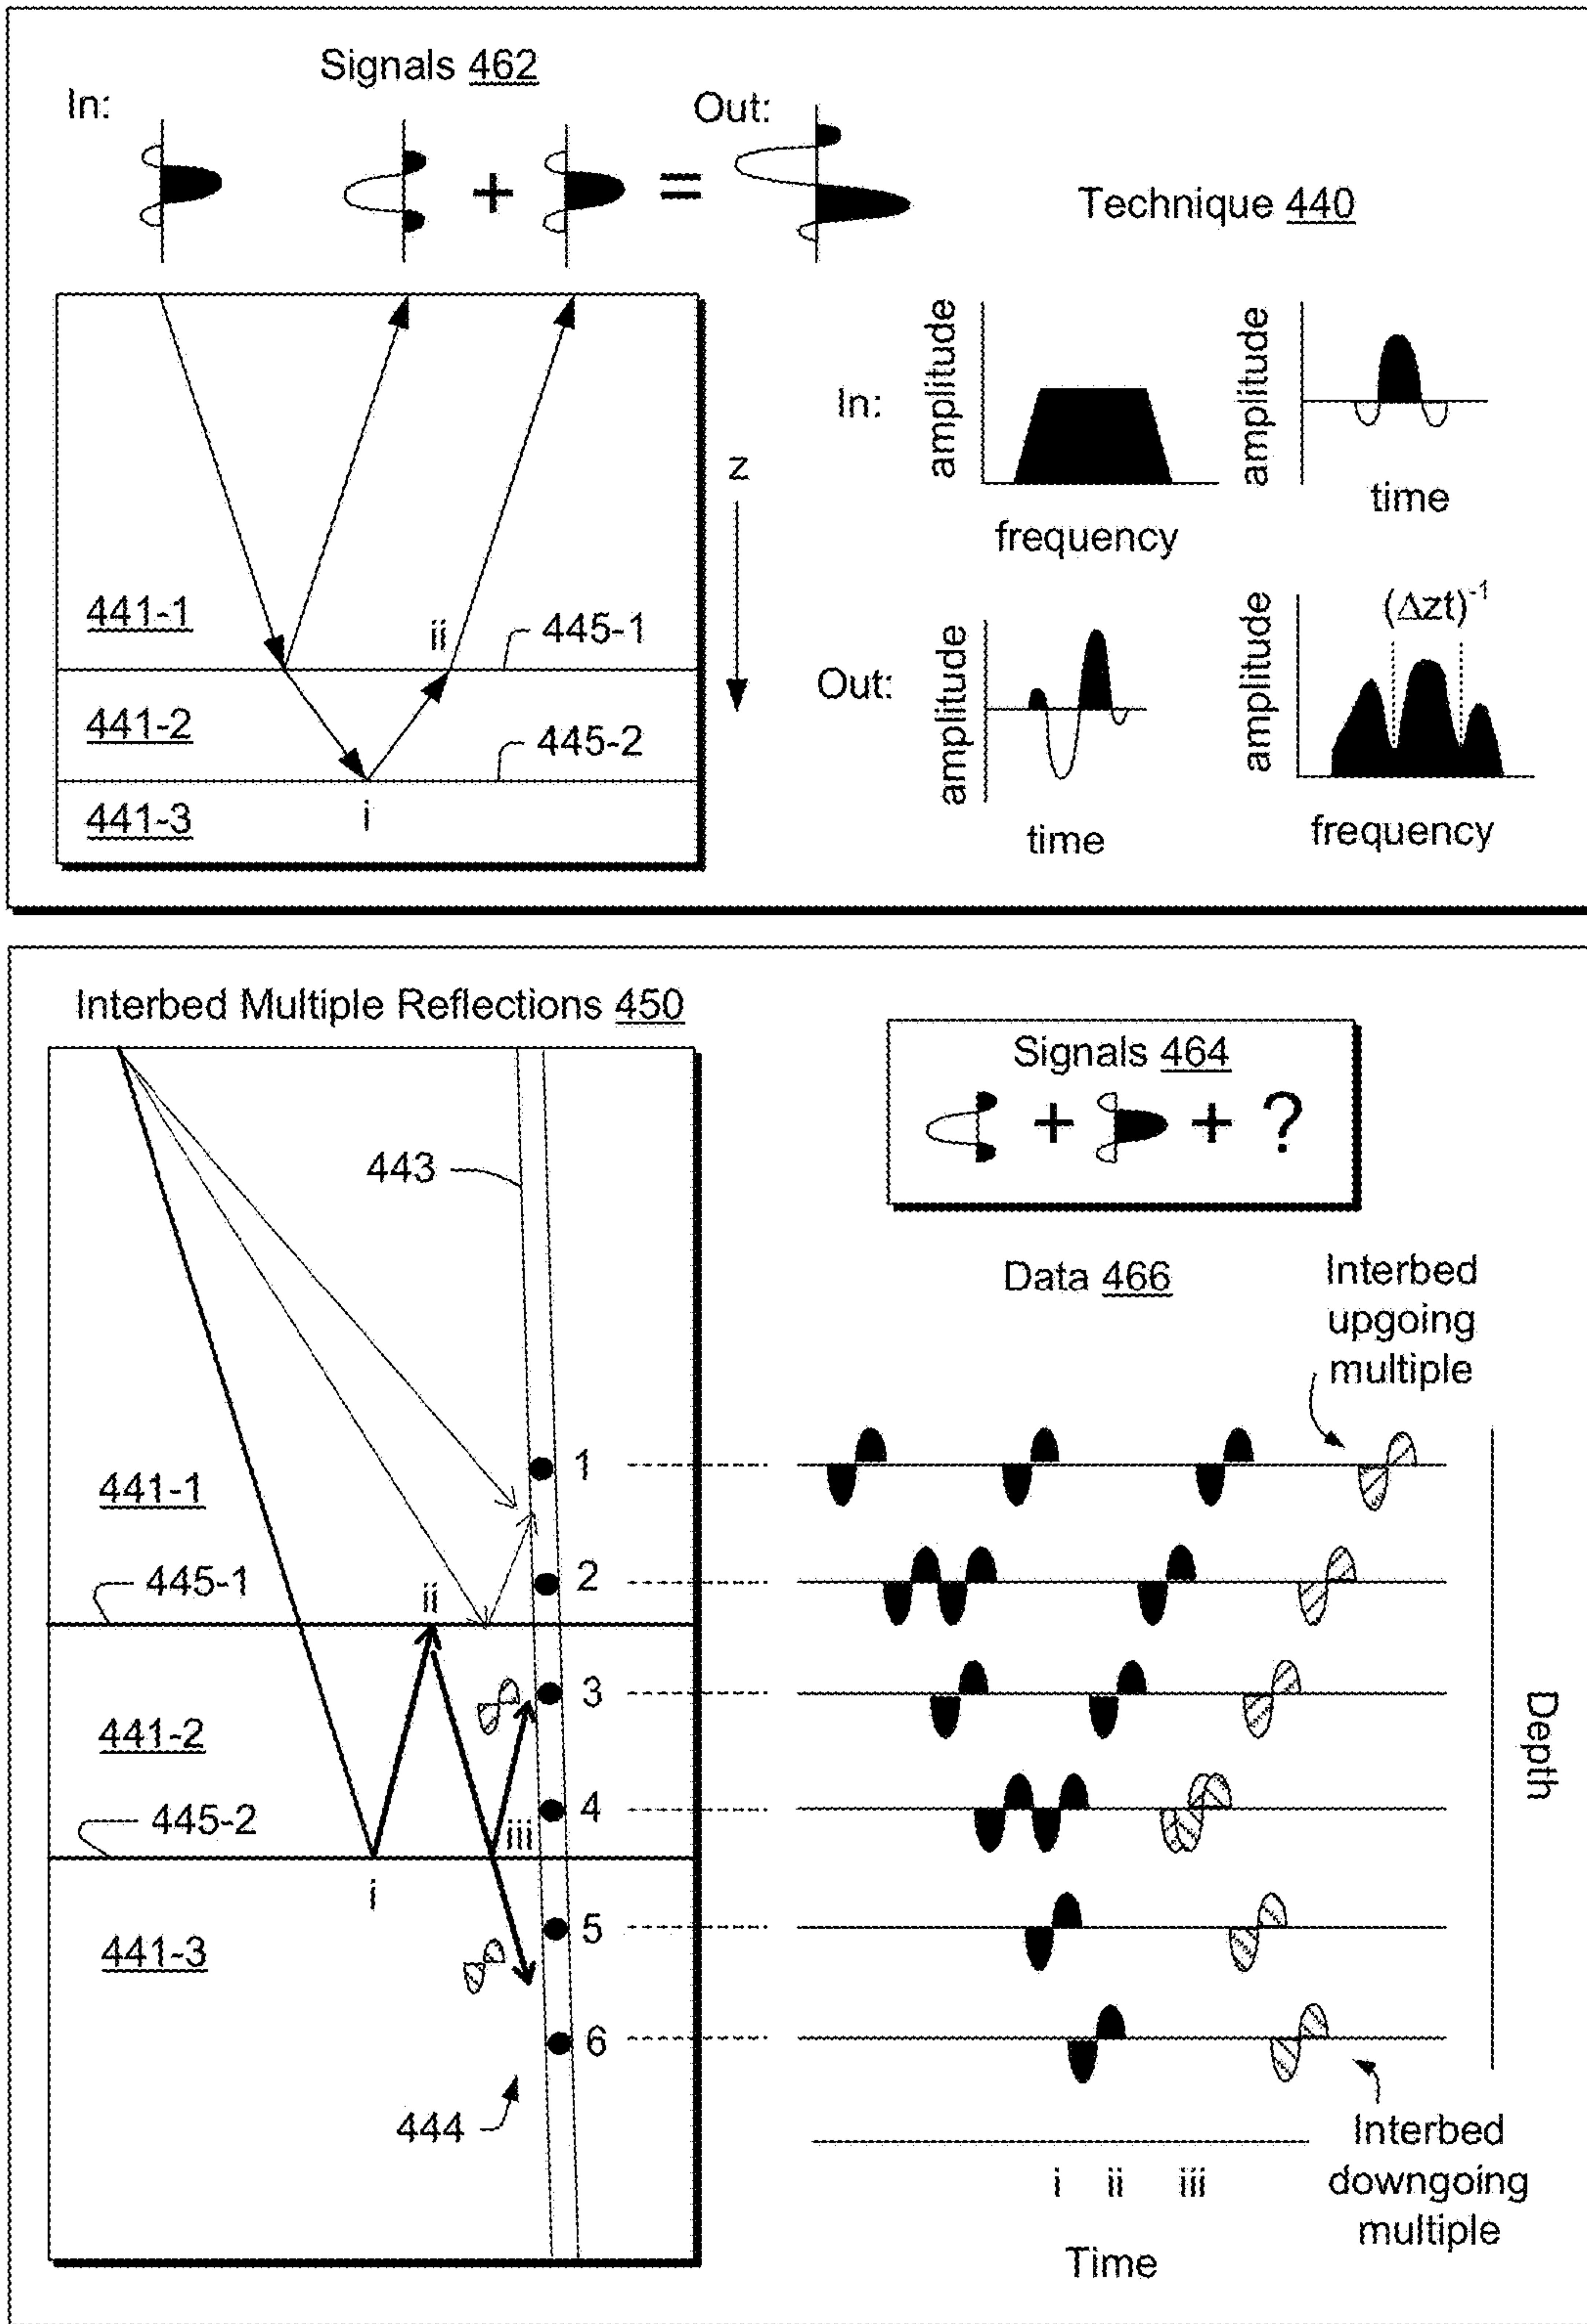 Signals 462
In:
Out:
+
=
Technique 440
441-1
ii
445-1
441-2
445-2
441-3
i
z
In:
amplitude
frequency
amplitude
time
Out:
amplitude
time
amplitude
(Δzt)-1
frequency
Interbed Multiple Reflections 450
443
441-1
445-1
ii
441-2
445-2
iii
i
441-3
444
1
2
3
4
5
6
Signals 464
+ + ?
Data 466
Interbed
upgoing
multiple
Depth
i ii iii
Time
Interbed
downgoing
multiple